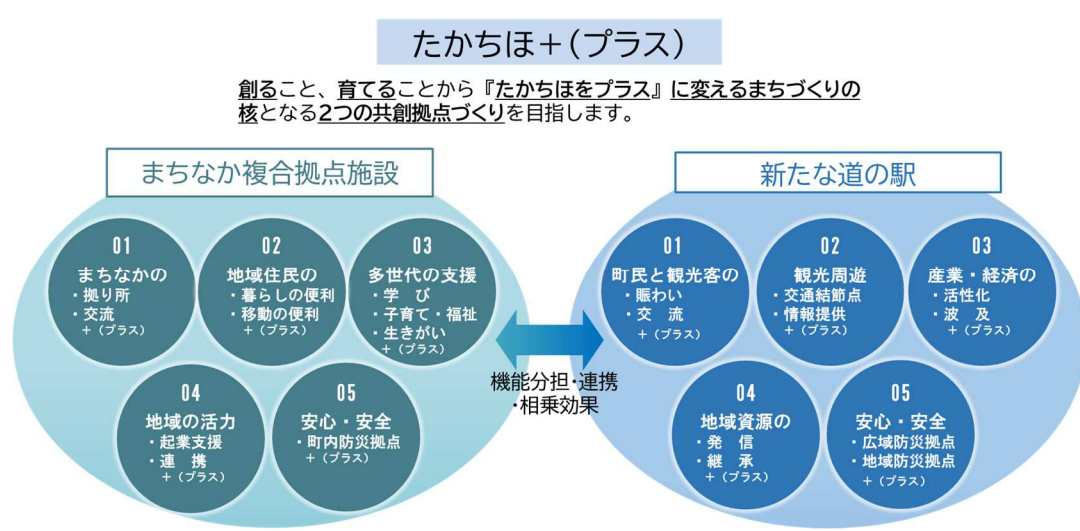 たかちほ＋（プラス）
創ること、育てることから『たかちほをプラス』に変えるまちづくりの
核となる2つの共創拠点づくりを目指します。
まちなか複合拠点施設
01
まちなかの
・拠り所
・交流
＋（プラス）
02
地域住民の
・暮らしの便利
・移動の便利
＋（プラス）
03
多世代の支援
・学　び
・子育て・福祉
・生きがい
＋（プラス）
04
地域の活力
・起業支援
・連　携
＋（プラス）
05
安心・安全
・町内防災拠点
＋（プラス）
機能分担・連携
・相乗効果
新たな道の駅
01
町民と観光客の
・賑わい
・交　流
＋（プラス）
02
観光周遊
・交通結節点
・情報提供
＋（プラス）
03
産業・経済の
・活性化
・波　及
＋（プラス）
04
地域資源の
・発　信
・継　承
＋（プラス）
05
安心・安全
・広域防災拠点
・地域防災拠点
＋（プラス）